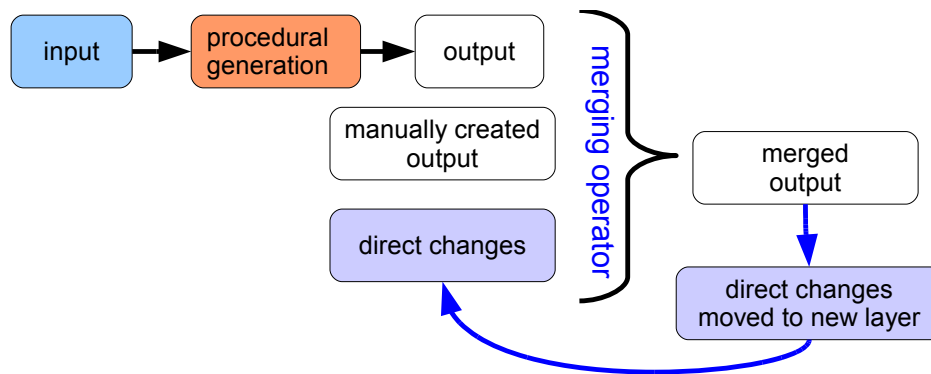 input
procedural
generation
output
manually created
output
direct changes
merging operator
merged
output
direct changes
moved to new layer